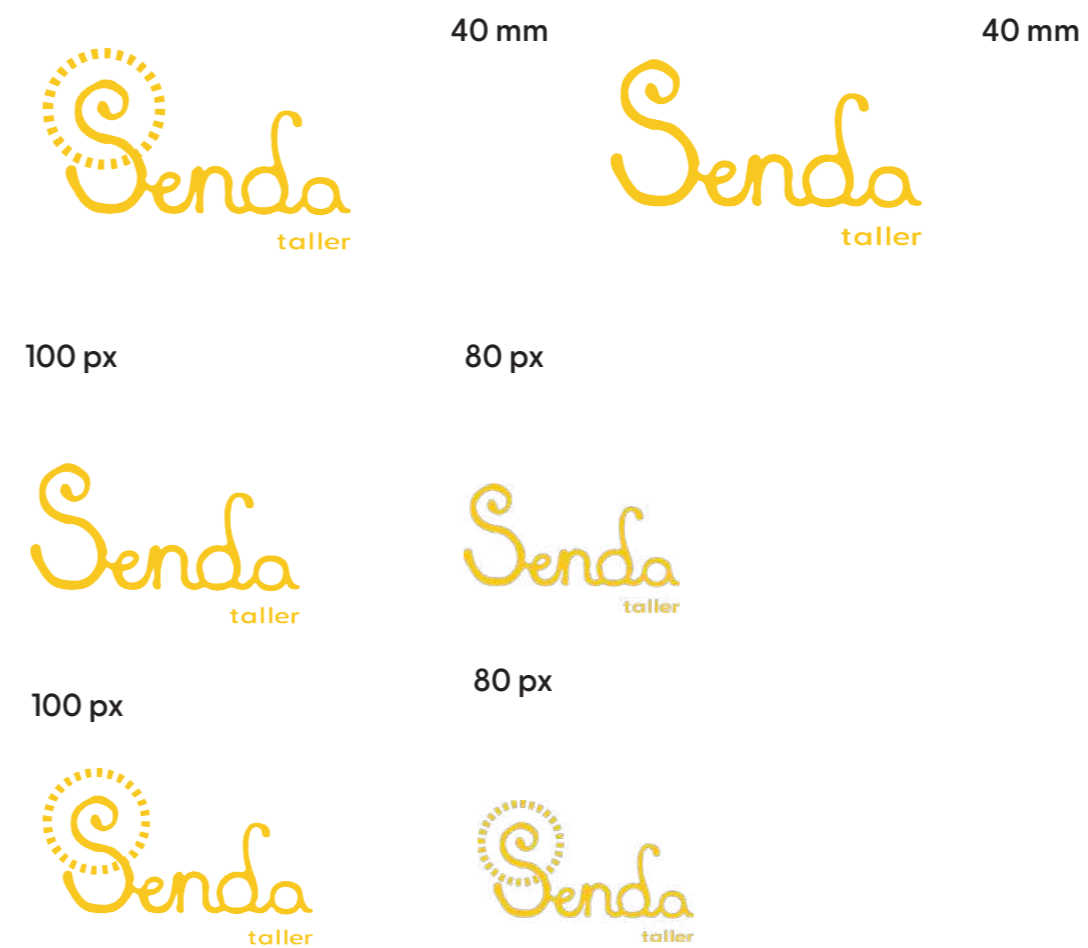 40 mm
40 mm
Senda
taller
Senda
taller
100 px
80 px
Senda
taller
Senda
taller
100 px
80 px
Senda
taller
Senda
taller